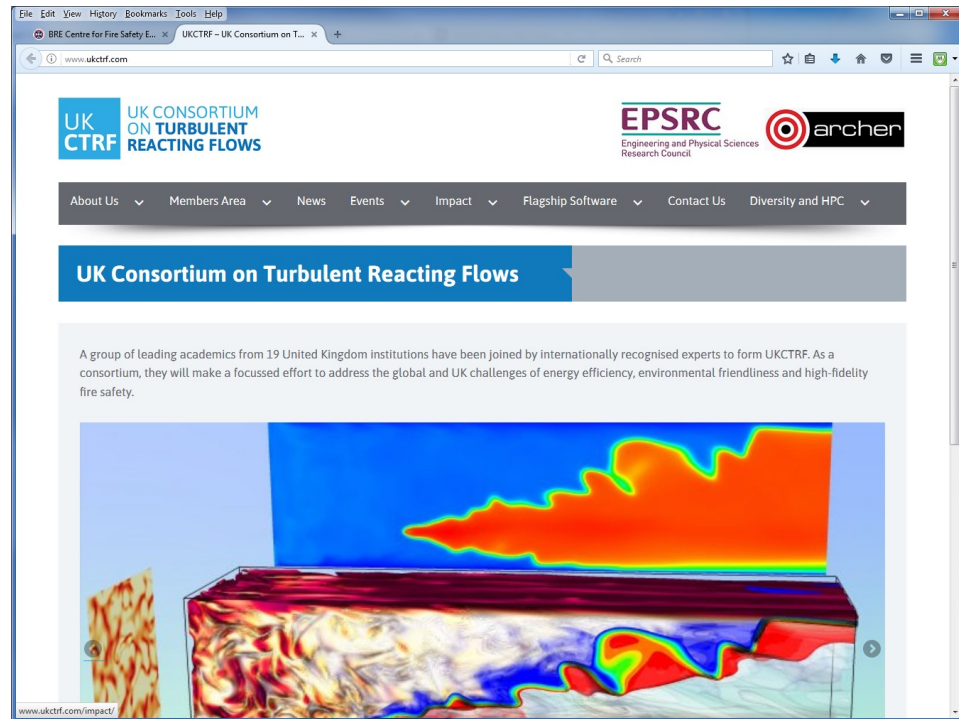 File Edit View History Bookmarks Tools Help
BRE Centre for Fire Safety E... × UKCTRF – UK Consortium on T... × +
www.ukctrf.com Search
UK
CTRF
UK CONSORTIUM
ON TURBULENT
REACTING FLOWS
EPSRC
Engineering and Physical Sciences
Research Council
archer
About Us Members Area News Events Impact Flagship Software Contact Us Diversity and HPC
UK Consortium on Turbulent Reacting Flows
A group of leading academics from 19 United Kingdom institutions have been joined by internationally recognised experts to form UKCTRF. As a
consortium, they will make a focussed effort to address the global and UK challenges of energy efficiency, environmental friendliness and high-fidelity
fire safety.
www.ukctrf.com/impact/